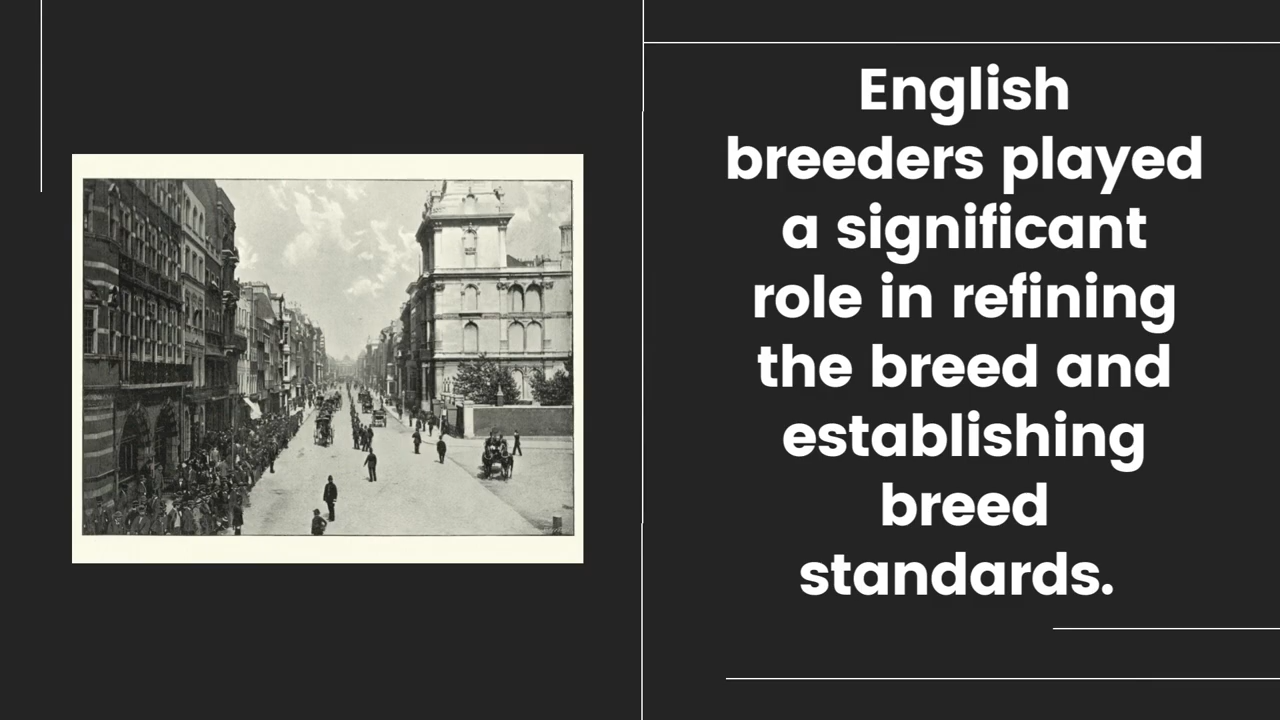 English
breeders played
a significant
role in refining
the breed and
establishing
breed
standards.